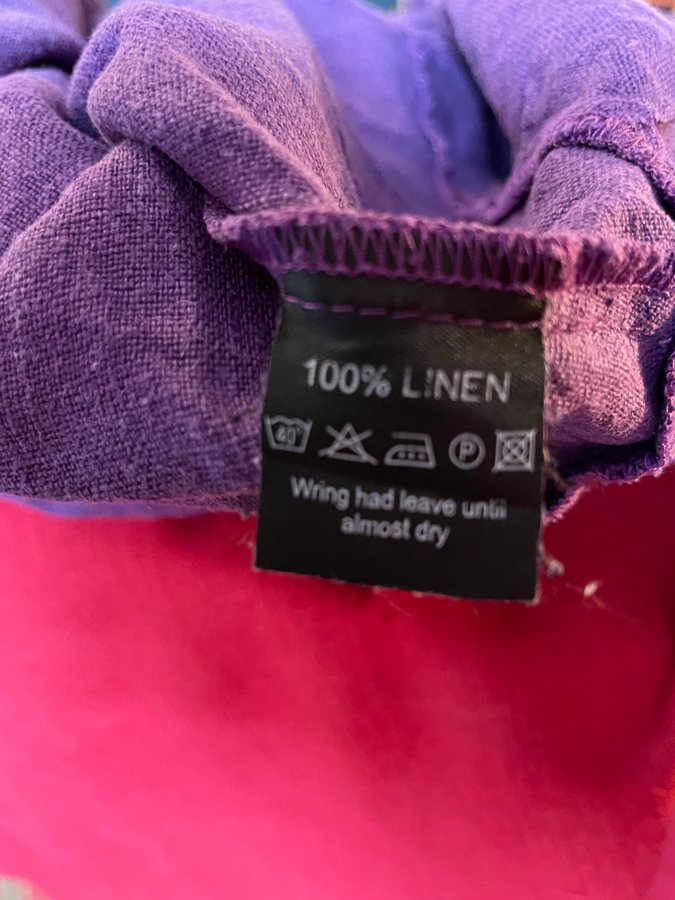 100% LINEN
40° P
Wring had leave until
almost dry